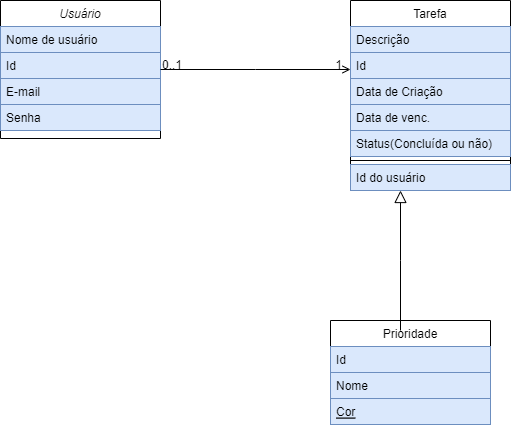 Usuário
Nome de usuário
Id
E-mail
Senha
0..1
1
Tarefa
Descrição
Id
Data de Criação
Data de venc.
Status(Concluída ou não)
Id do usuário
Prioridade
Id
Nome
Cor